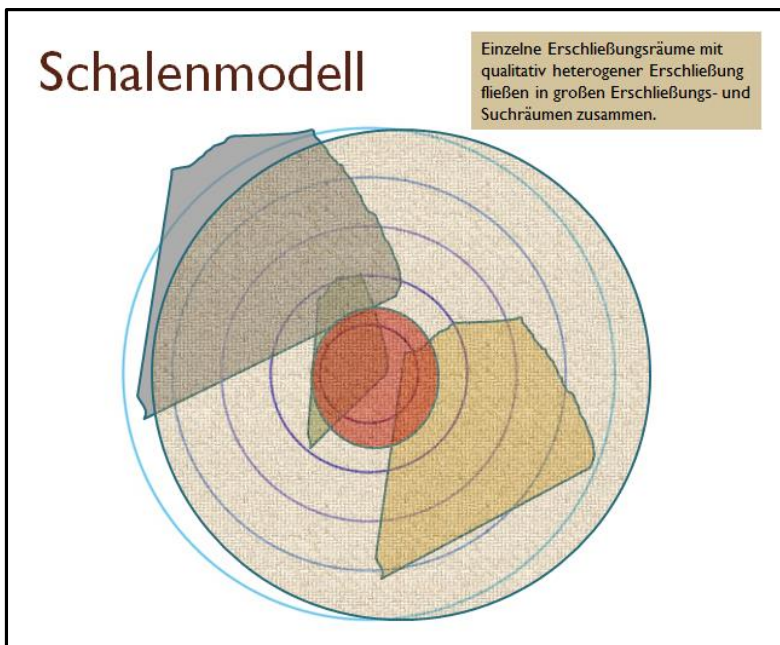 Schalenmodell
Einzelne Erschließungsräume mit
qualitativ heterogener Erschließung
fließen in großen Erschließungs- und
Suchräumen zusammen.